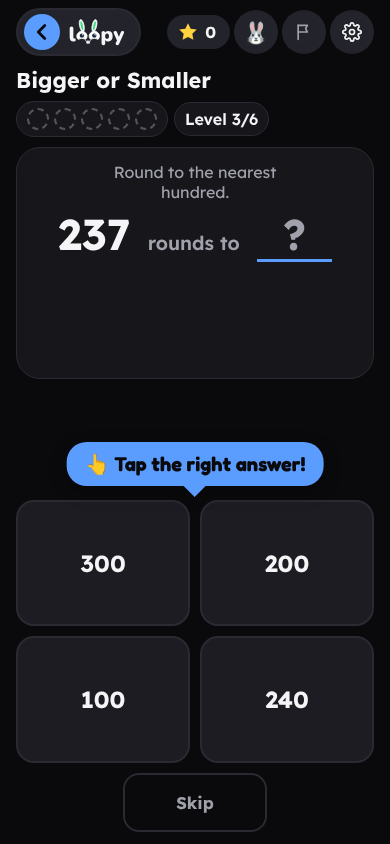 loopy
0
Bigger or Smaller
Level 3/6
Round to the nearest
hundred.
237 rounds to ?
👆 Tap the right answer!
300
200
100
240
Skip